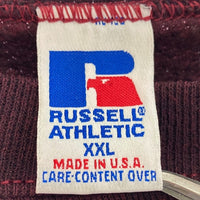 RUSSELL®
ATHLETIC
XXL
MADE IN U.S.A.
CARE-CONTENT OVER